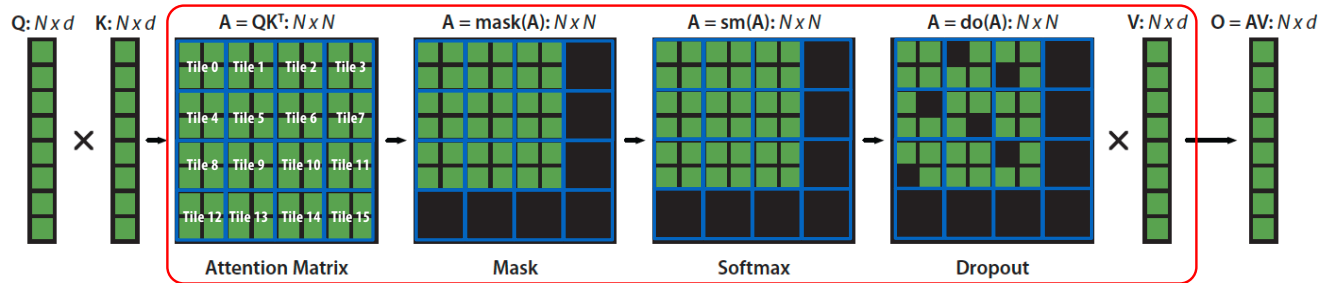 Q: N x d
K: N x d
A = QKᵀ: N x N
A = mask(A): N x N
A = sm(A): N x N
A = do(A): N x N
V: N x d
O = AV: N x d
×
Tile 0 Tile 1 Tile 2 Tile 3
Tile 4 Tile 5 Tile 6 Tile7
Tile 8 Tile 9 Tile 10 Tile 11
Tile 12 Tile 13 Tile 14 Tile 15
×
Attention Matrix
Mask
Softmax
Dropout